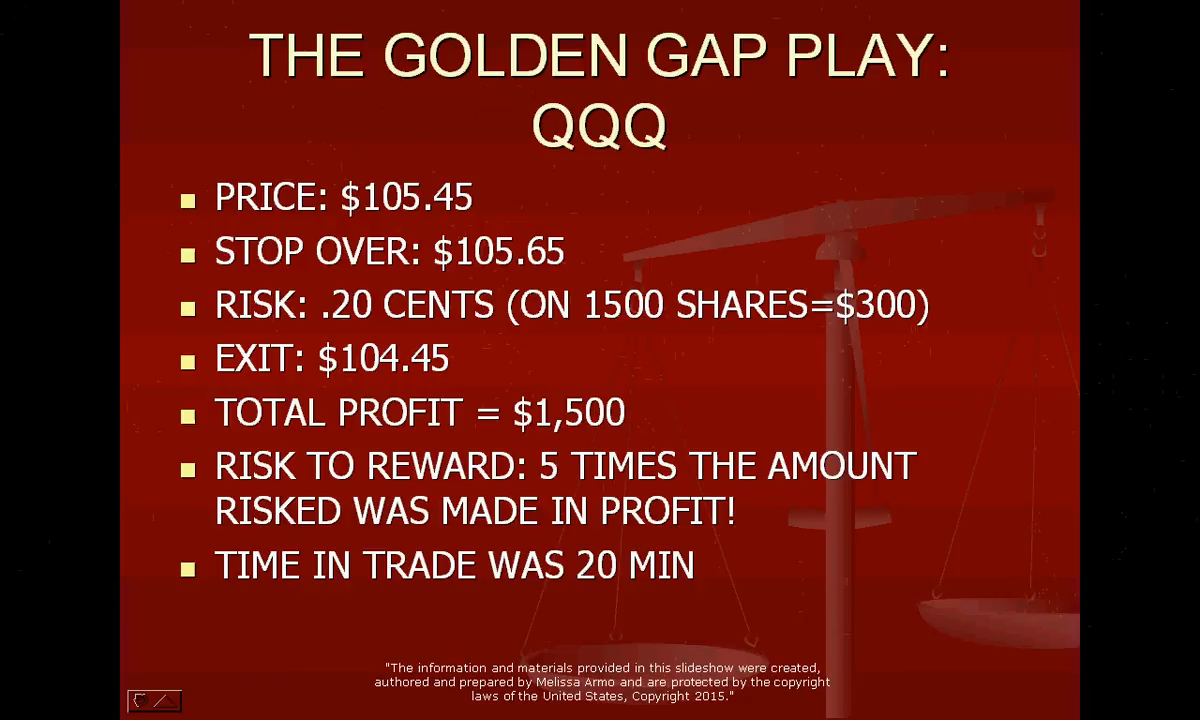 THE GOLDEN GAP PLAY:
QQQ
PRICE: $105.45
STOP OVER: $105.65
RISK: .20 CENTS (ON 1500 SHARES=$300)
EXIT: $104.45
TOTAL PROFIT = $1,500
RISK TO REWARD: 5 TIMES THE AMOUNT
RISKED WAS MADE IN PROFIT!
TIME IN TRADE WAS 20 MIN
"The information and materials provided in this slideshow were created,
authored and prepared by Melissa Armo and are protected by the copyright
laws of the United States, Copyright 2015."